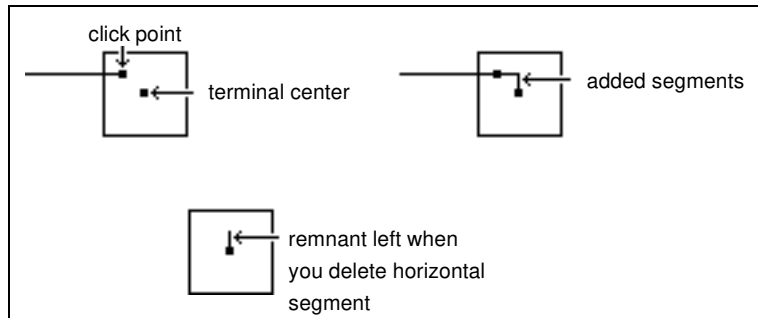 click point
terminal center
added segments
remnant left when
you delete horizontal
segment